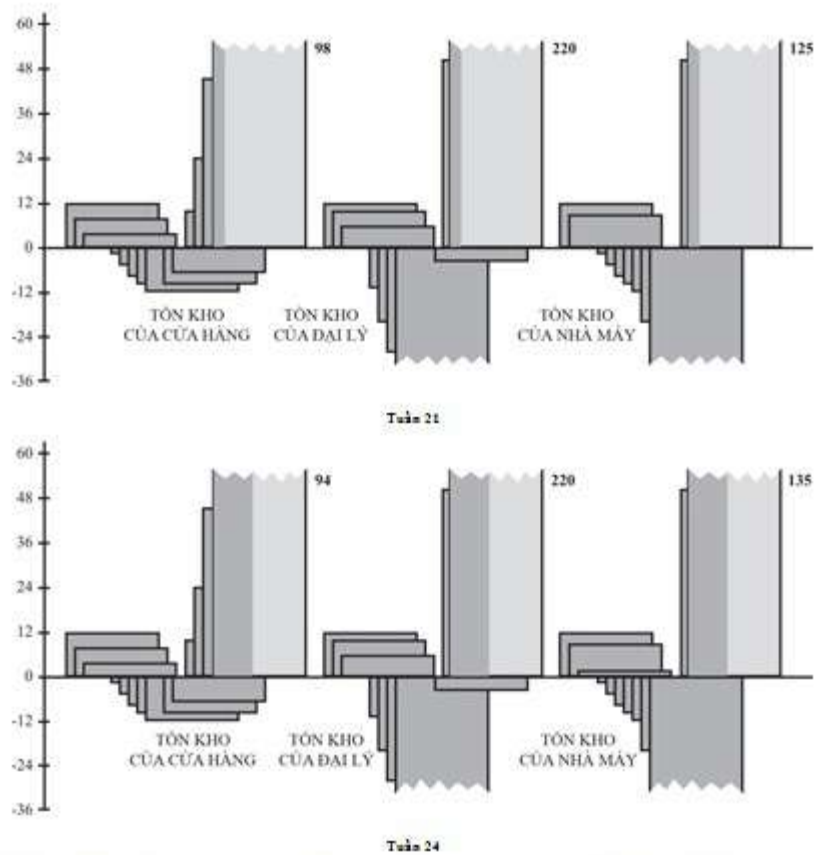 60
98
220
125
48
36
24
12
0
-12
TỒN KHO
CỦA CỬA HÀNG
TỒN KHO
CỦA ĐẠI LÝ
TỒN KHO
CỦA NHÀ MÁY
-24
-36
Tuần 21
60
94
220
135
48
36
24
12
0
-12
TỒN KHO
CỦA CỬA HÀNG
TỒN KHO
CỦA ĐẠI LÝ
TỒN KHO
CỦA NHÀ MÁY
-24
-36
Tuần 24